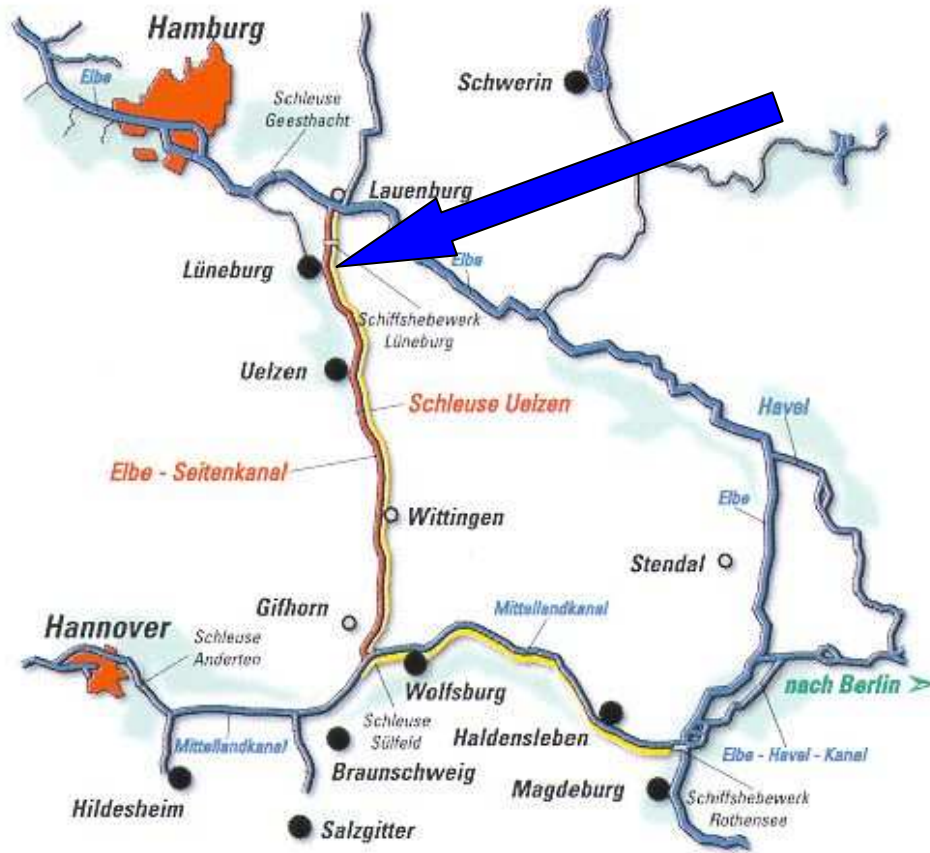 Hamburg
Elbe
Schleuse
Geesthacht
Schwerin
Lauenburg
Lüneburg
Elbe
Schiffshebewerk
Lüneburg
Uelzen
Schleuse Uelzen
Havel
Elbe - Seitenkanal
Elbe
Wittingen
Stendal
Gifhorn
Mittellandkanal
Hannover
Schleuse
Anderten
nach Berlin
Wolfsburg
Schleuse
Sülfeld
Haldensleben
Mittellandkanal
Elbe - Havel - Kanal
Braunschweig
Magdeburg
Schiffshebewerk
Rothensee
Hildesheim
Salzgitter